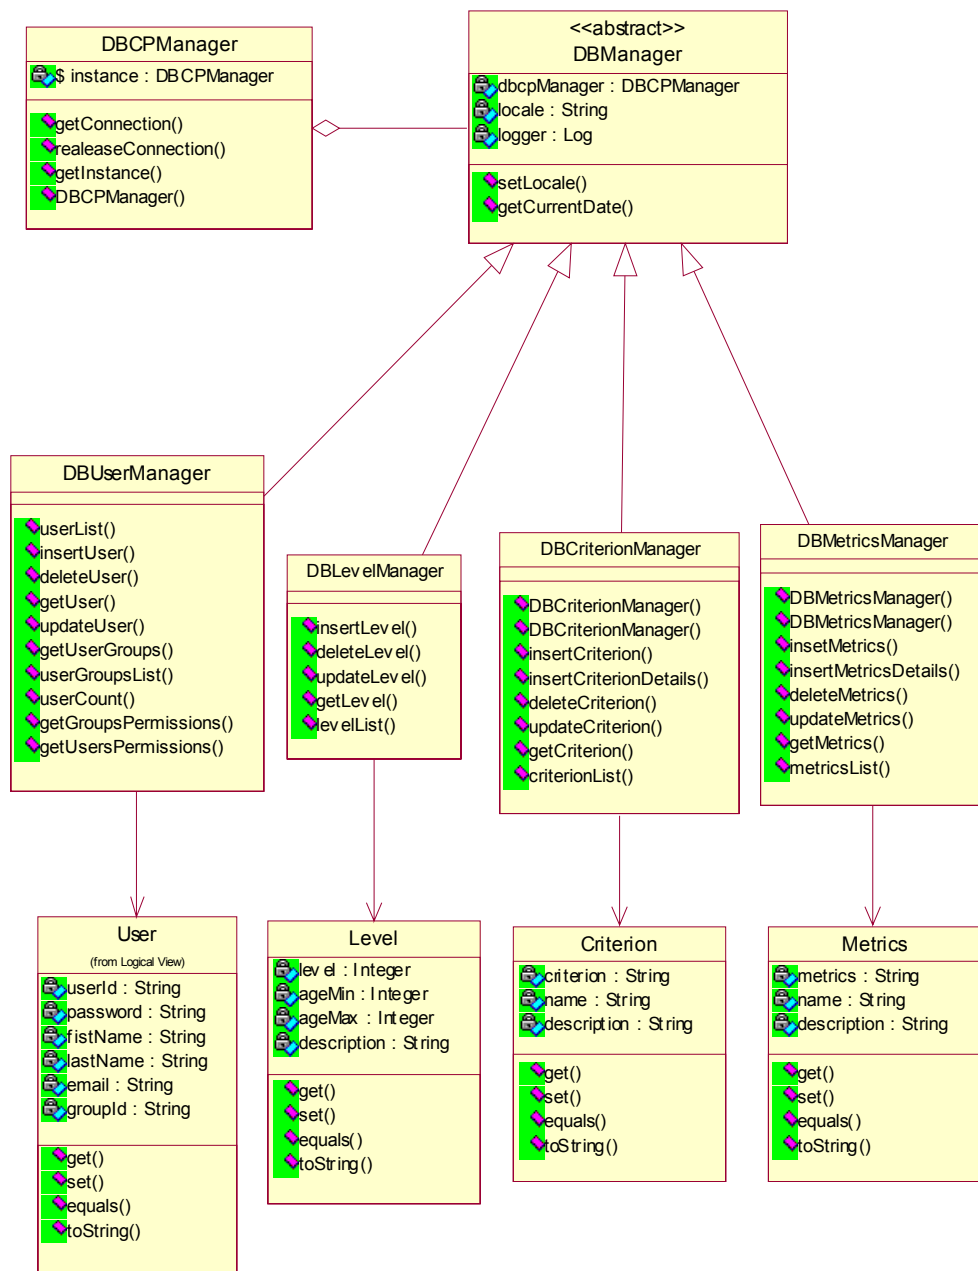 DBCPManager
$ instance : DBCPManager
getConnection()
realeaseConnection()
getInstance()
DBCPManager()
<<abstract>>
DBManager
dbcpManager : DBCPManager
locale : String
logger : Log
setLocale()
getCurrentDate()
DBUserManager
userList()
insertUser()
deleteUser()
getUser()
updateUser()
getUserGroups()
userGroupsList()
userCount()
getGroupsPermissions()
getUsersPermissions()
DBLevelManager
insertLevel()
deleteLevel()
updateLevel()
getLevel()
levelList()
DBCriterionManager
DBCriterionManager()
DBCriterionManager()
insertCriterion()
insertCriterionDetails()
deleteCriterion()
updateCriterion()
getCriterion()
criterionList()
DBMetricsManager
DBMetricsManager()
DBMetricsManager()
insetMetrics()
insertMetricsDetails()
deleteMetrics()
updateMetrics()
getMetrics()
metricsList()
User
(from Logical View)
userId : String
password : String
fistName : String
lastName : String
email : String
groupId : String
get()
set()
equals()
toString()
Level
level : Integer
ageMin : Integer
ageMax : Integer
description : String
get()
set()
equals()
toString()
Criterion
criterion : String
name : String
description : String
get()
set()
equals()
toString()
Metrics
metrics : String
name : String
description : String
get()
set()
equals()
toString()